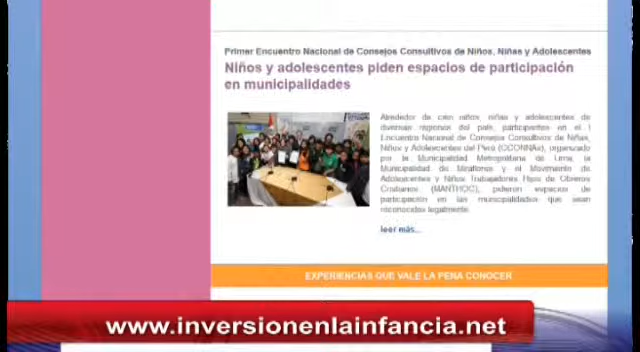 Primer Encuentro Nacional de Consejos Consultivos de Niños, Niñas y Adolescentes
Niños y adolescentes piden espacios de participación
en municipalidades
Alrededor de cien niños, niñas y adolescentes de
diversas regiones del país, participantes en el I
Encuentro Nacional de Consejos Consultivos de Niñas,
Niños y Adolescentes del Perú (CCONNAs), organizado
por la Municipalidad Metropolitana de Lima, la
Municipalidad de Miraflores y el Movimiento de
Adolescentes y Niños Trabajadores Hijos de Obreros
Cristianos (MANTHOC), pidieron espacios de
participación en las municipalidades que sean
reconocidos legalmente.
leer más...
EXPERIENCIAS QUE VALE LA PENA CONOCER
www.inversionenlainfancia.net